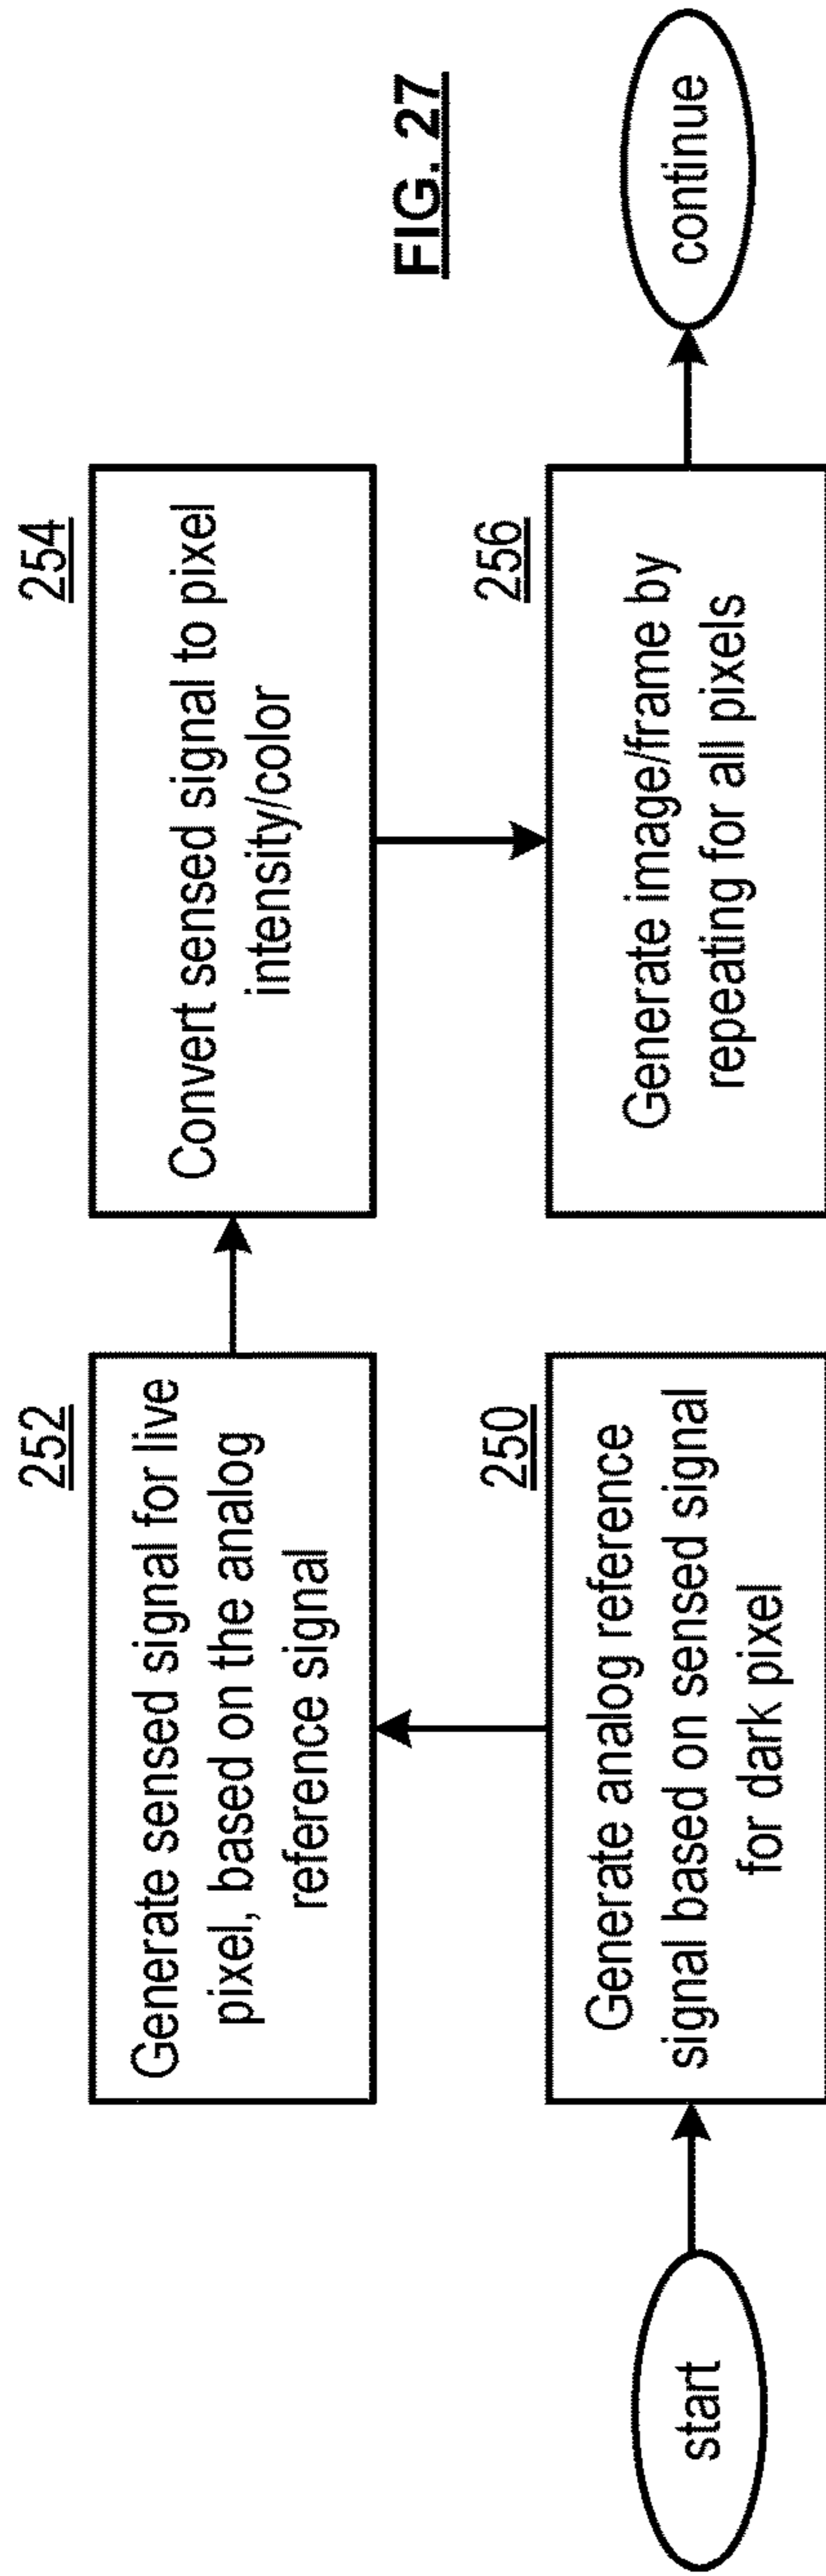 252
Generate sensed signal for live
pixel, based on the analog
reference signal
254
Convert sensed signal to pixel
intensity/color
FIG. 27
start
250
Generate analog reference
signal based on sensed signal
for dark pixel
256
Generate image/frame by
repeating for all pixels
continue